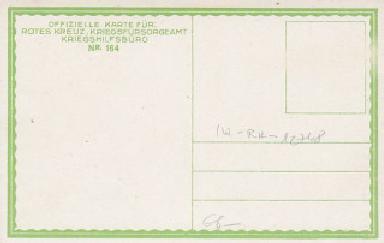 OFFIZIELLE KARTE FÜR:
ROTES KREUZ, KRIEGSFÜRSORGEAMT
KRIEGSHILFSBÜRO
NR. 164